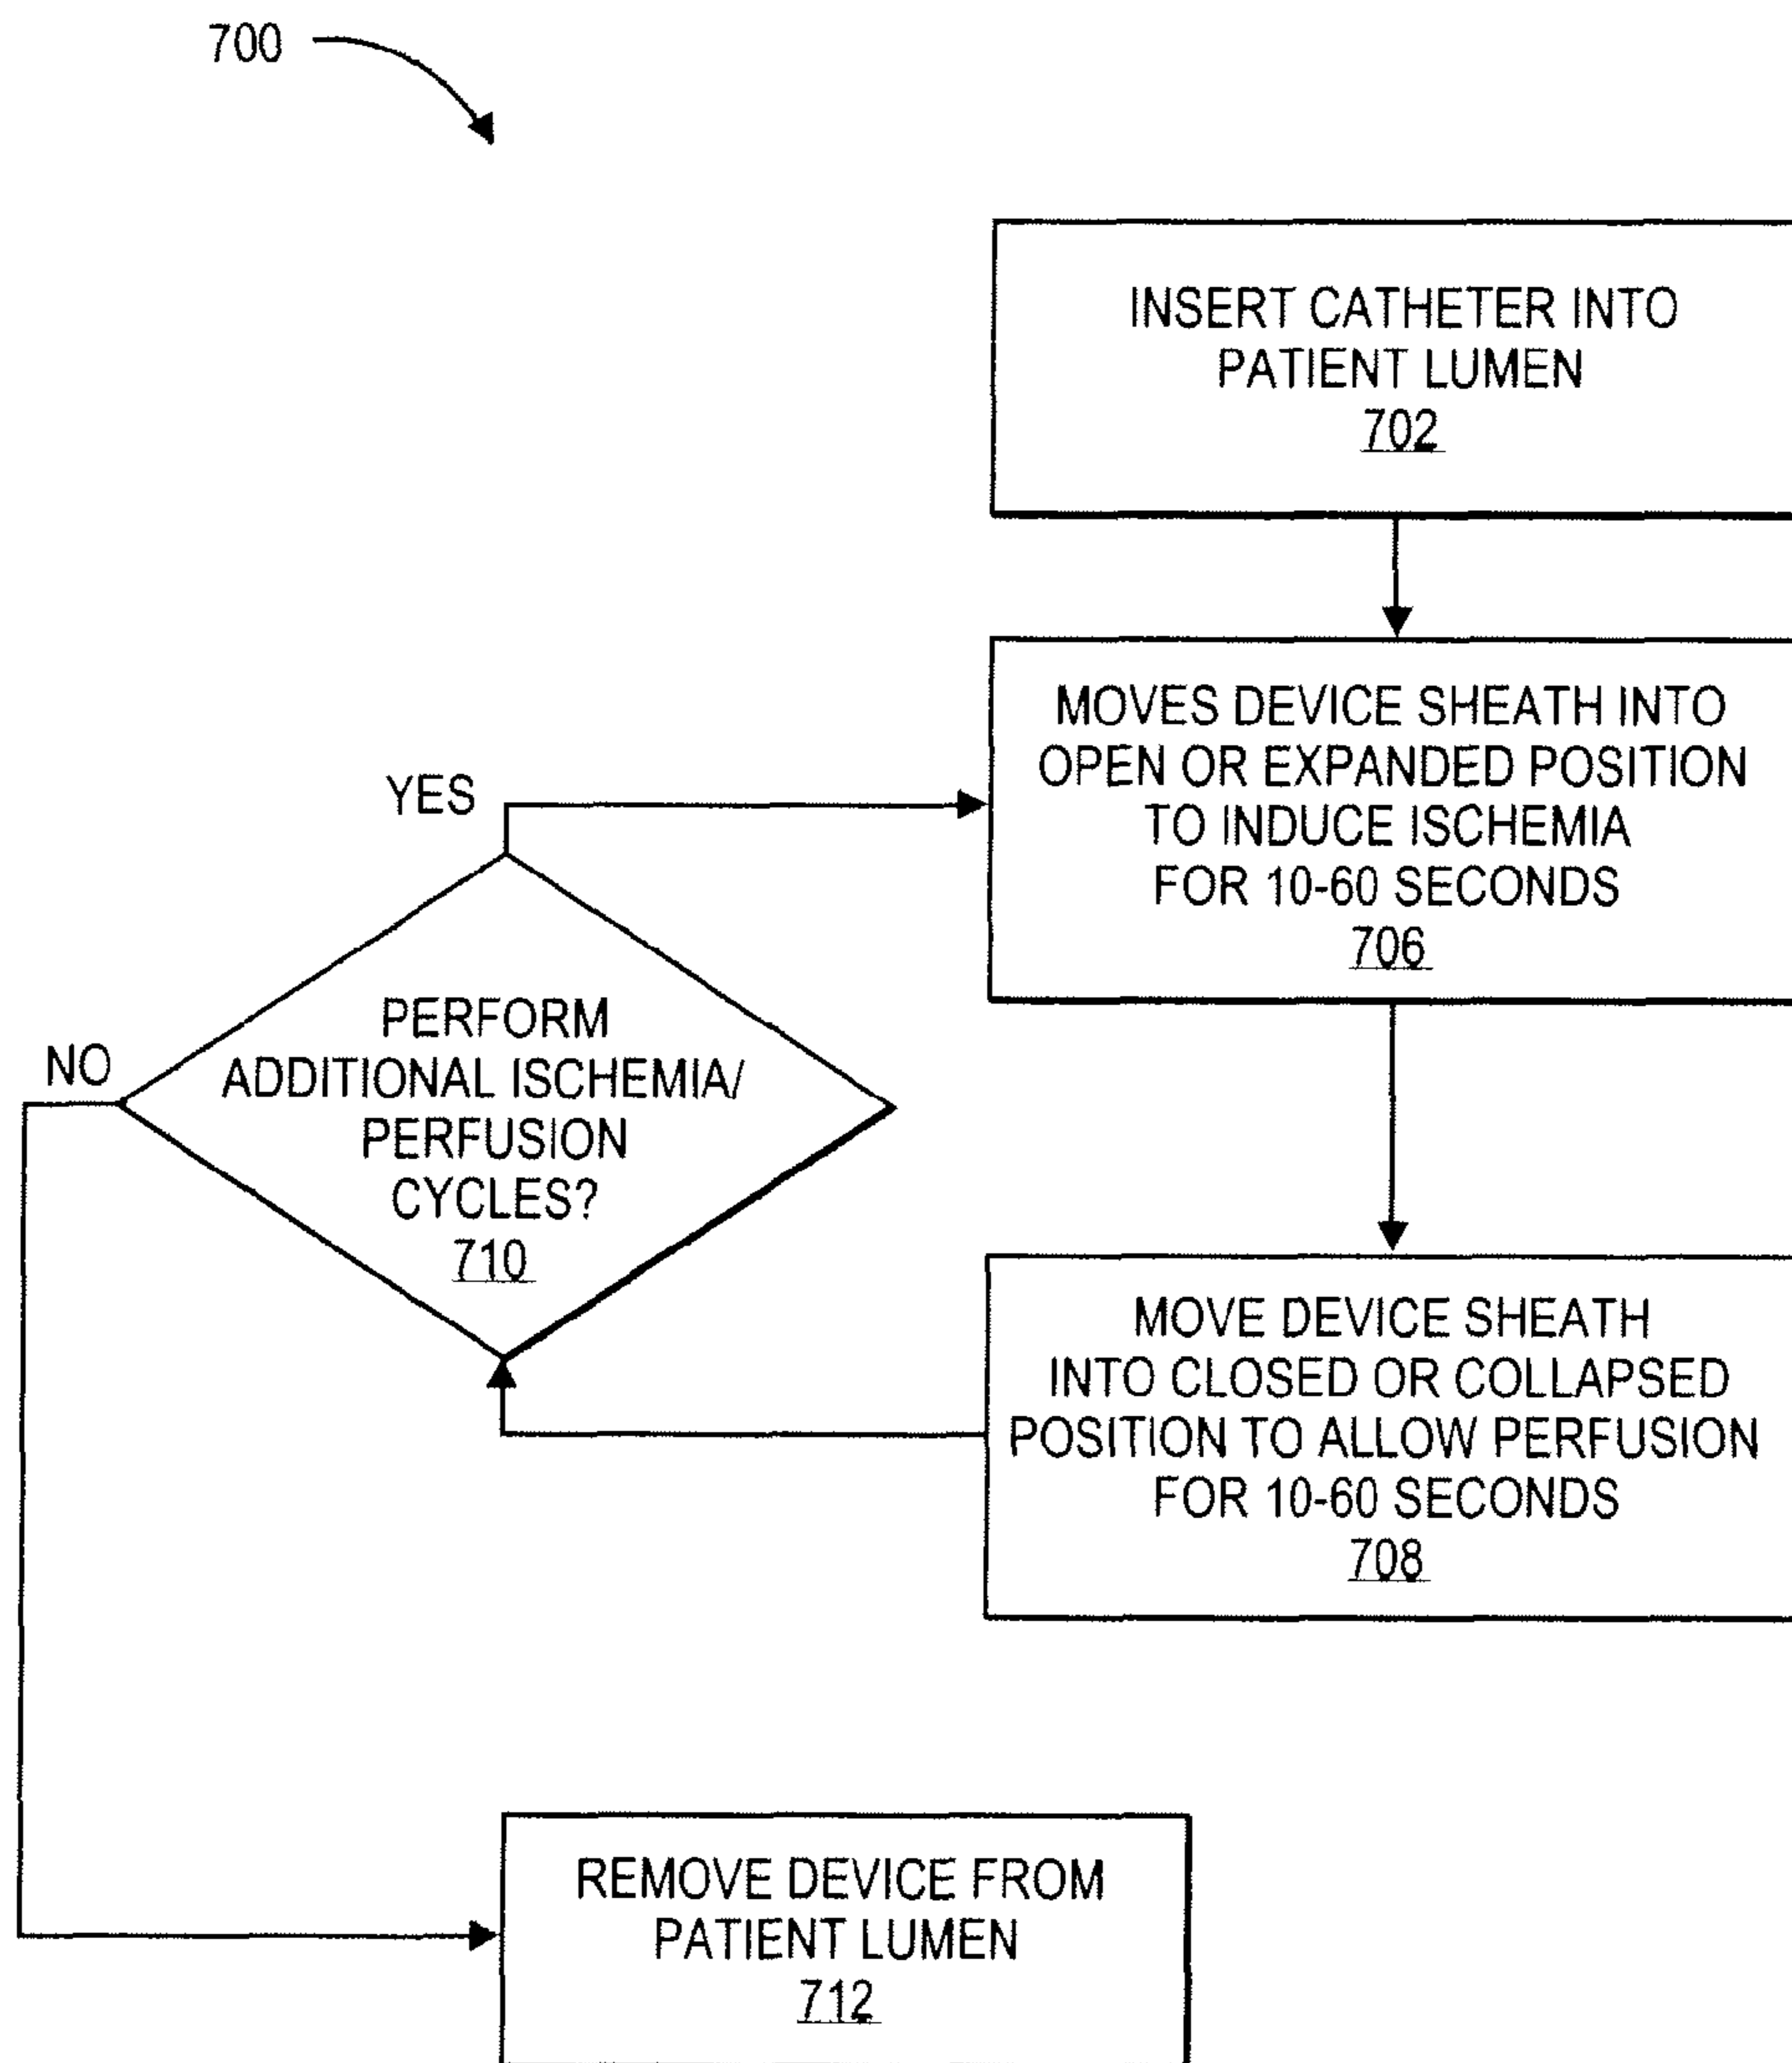 700
INSERT CATHETER INTO
PATIENT LUMEN
702
MOVES DEVICE SHEATH INTO
OPEN OR EXPANDED POSITION
TO INDUCE ISCHEMIA
FOR 10-60 SECONDS
706
YES
NO
PERFORM
ADDITIONAL ISCHEMIA/
PERFUSION
CYCLES?
710
MOVE DEVICE SHEATH
INTO CLOSED OR COLLAPSED
POSITION TO ALLOW PERFUSION
FOR 10-60 SECONDS
708
REMOVE DEVICE FROM
PATIENT LUMEN
712